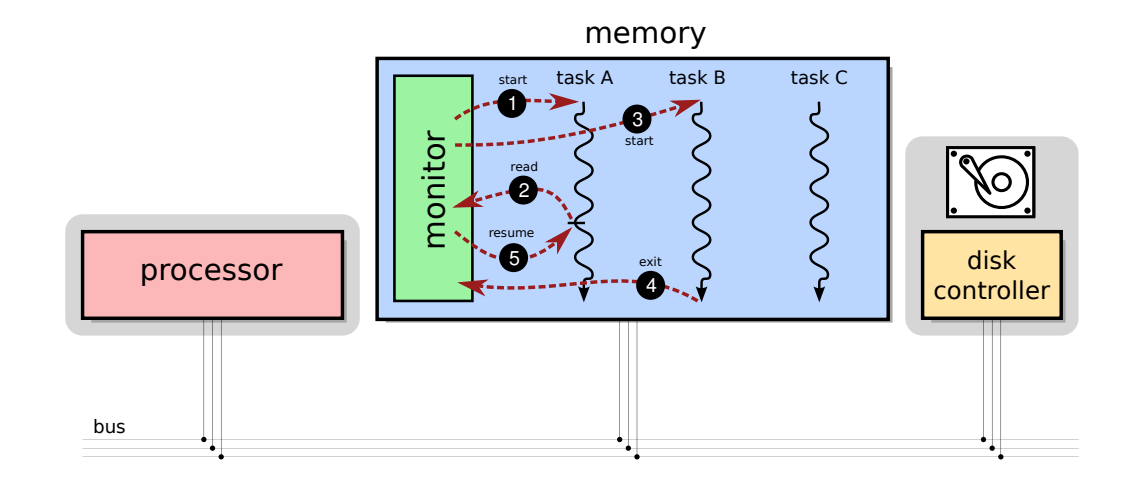 memory
task A
task B
task C
start
1
3
start
monitor
read
2
resume
5
exit
4
processor
disk
controller
bus